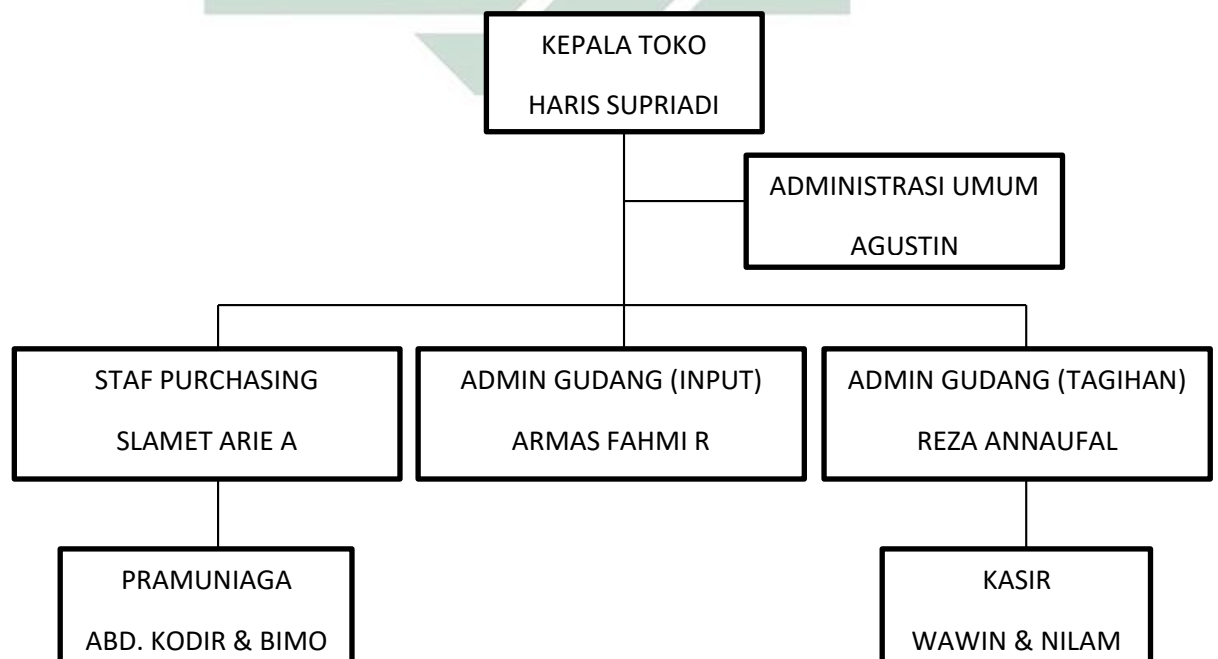 KEPALA TOKO
HARIS SUPRIADI
ADMINISTRASI UMUM
AGUSTIN
STAF PURCHASING
SLAMET ARIE A
ADMIN GUDANG (INPUT)
ARMAS FAHMI R
ADMIN GUDANG (TAGIHAN)
REZA ANNAUFAL
PRAMUNIAGA
ABD. KODIR & BIMO
KASIR
WAWIN & NILAM